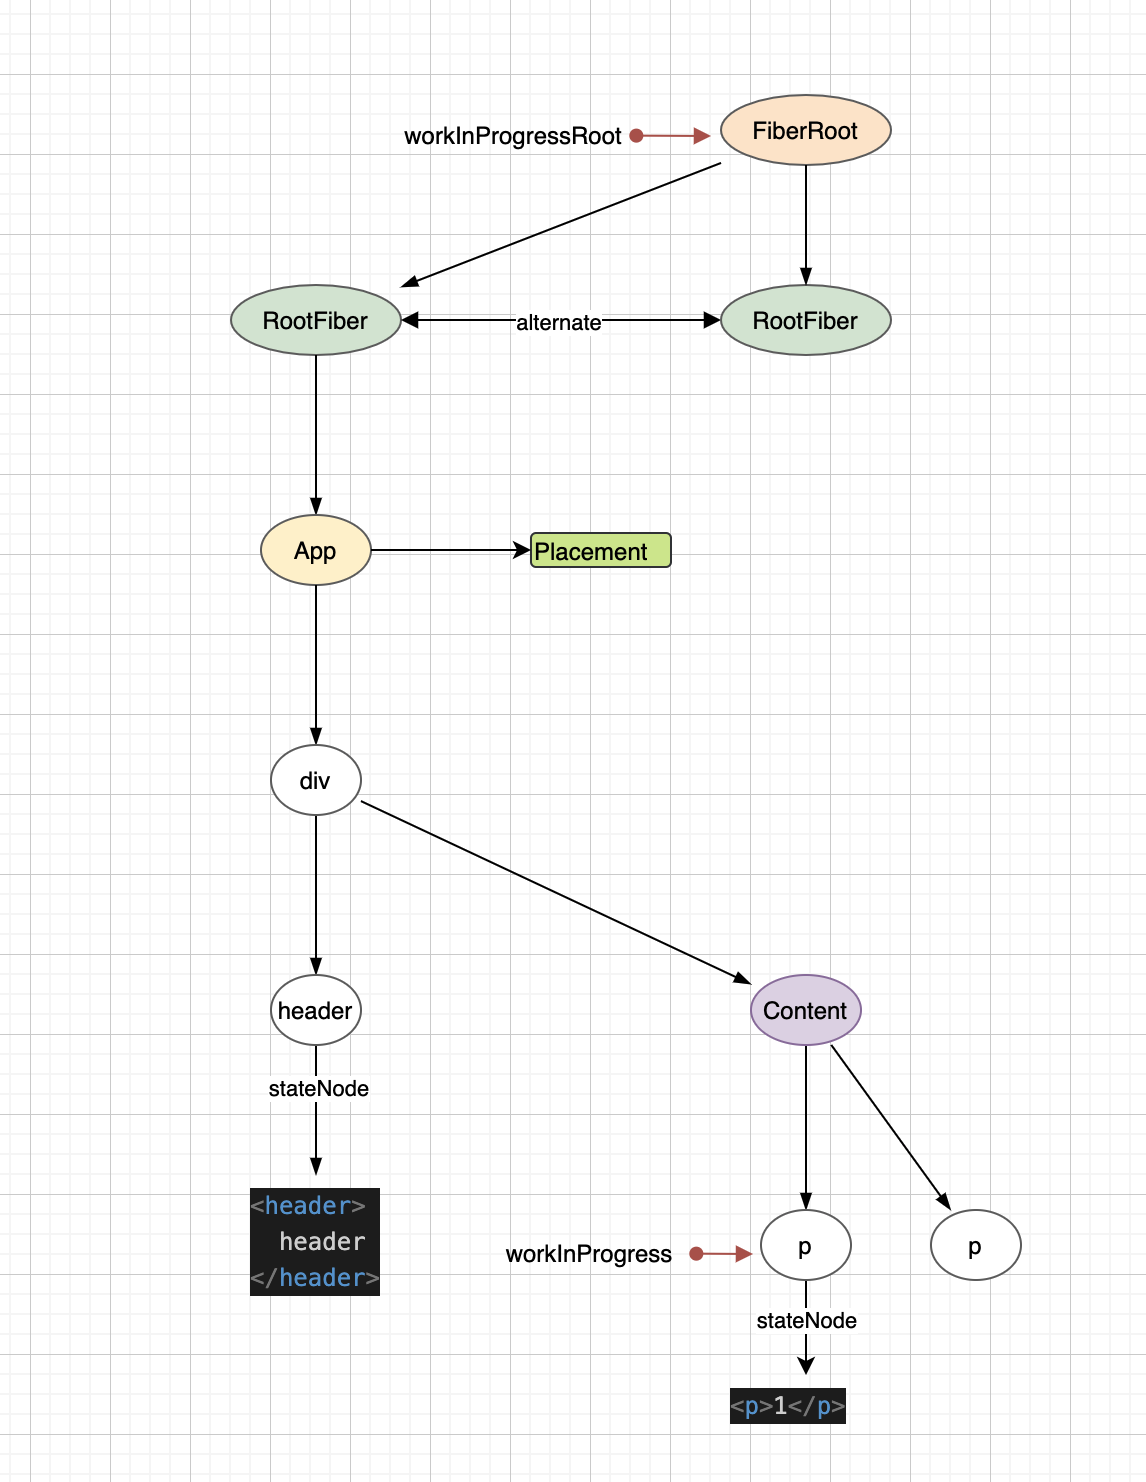 FiberRoot
workInProgressRoot
RootFiber
alternate
RootFiber
App
Placement
div
header
Content
stateNode
<header>
  header
</header>
p
p
workInProgress
stateNode
<p>1</p>